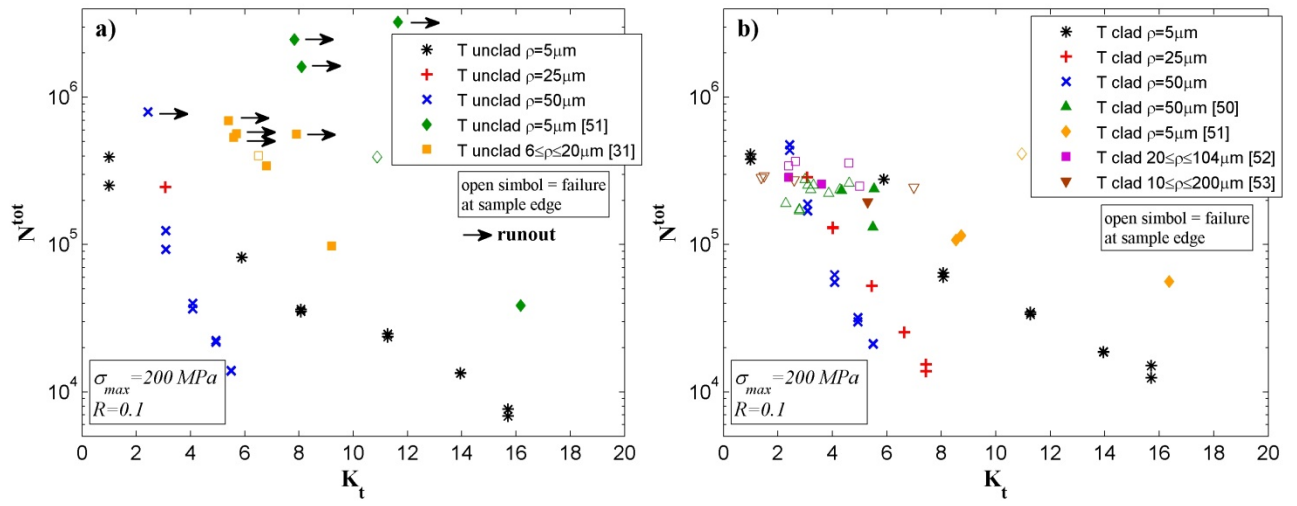 a)
N^tot
10^6
10^5
10^4
0 2 4 6 8 10 12 14 16 18 20
K_t
T unclad ρ=5μm
T unclad ρ=25μm
T unclad ρ=50μm
T unclad ρ=5μm [51]
T unclad 6≤ρ≤20μm [31]
open simbol = failure
at sample edge
runout
σ_max=200 MPa
R=0.1
b)
N^tot
10^6
10^5
10^4
0 2 4 6 8 10 12 14 16 18 20
K_t
T clad ρ=5μm
T clad ρ=25μm
T clad ρ=50μm
T clad ρ=50μm [50]
T clad ρ=5μm [51]
T clad 20≤ρ≤104μm [52]
T clad 10≤ρ≤200μm [53]
open simbol = failure
at sample edge
σ_max=200 MPa
R=0.1